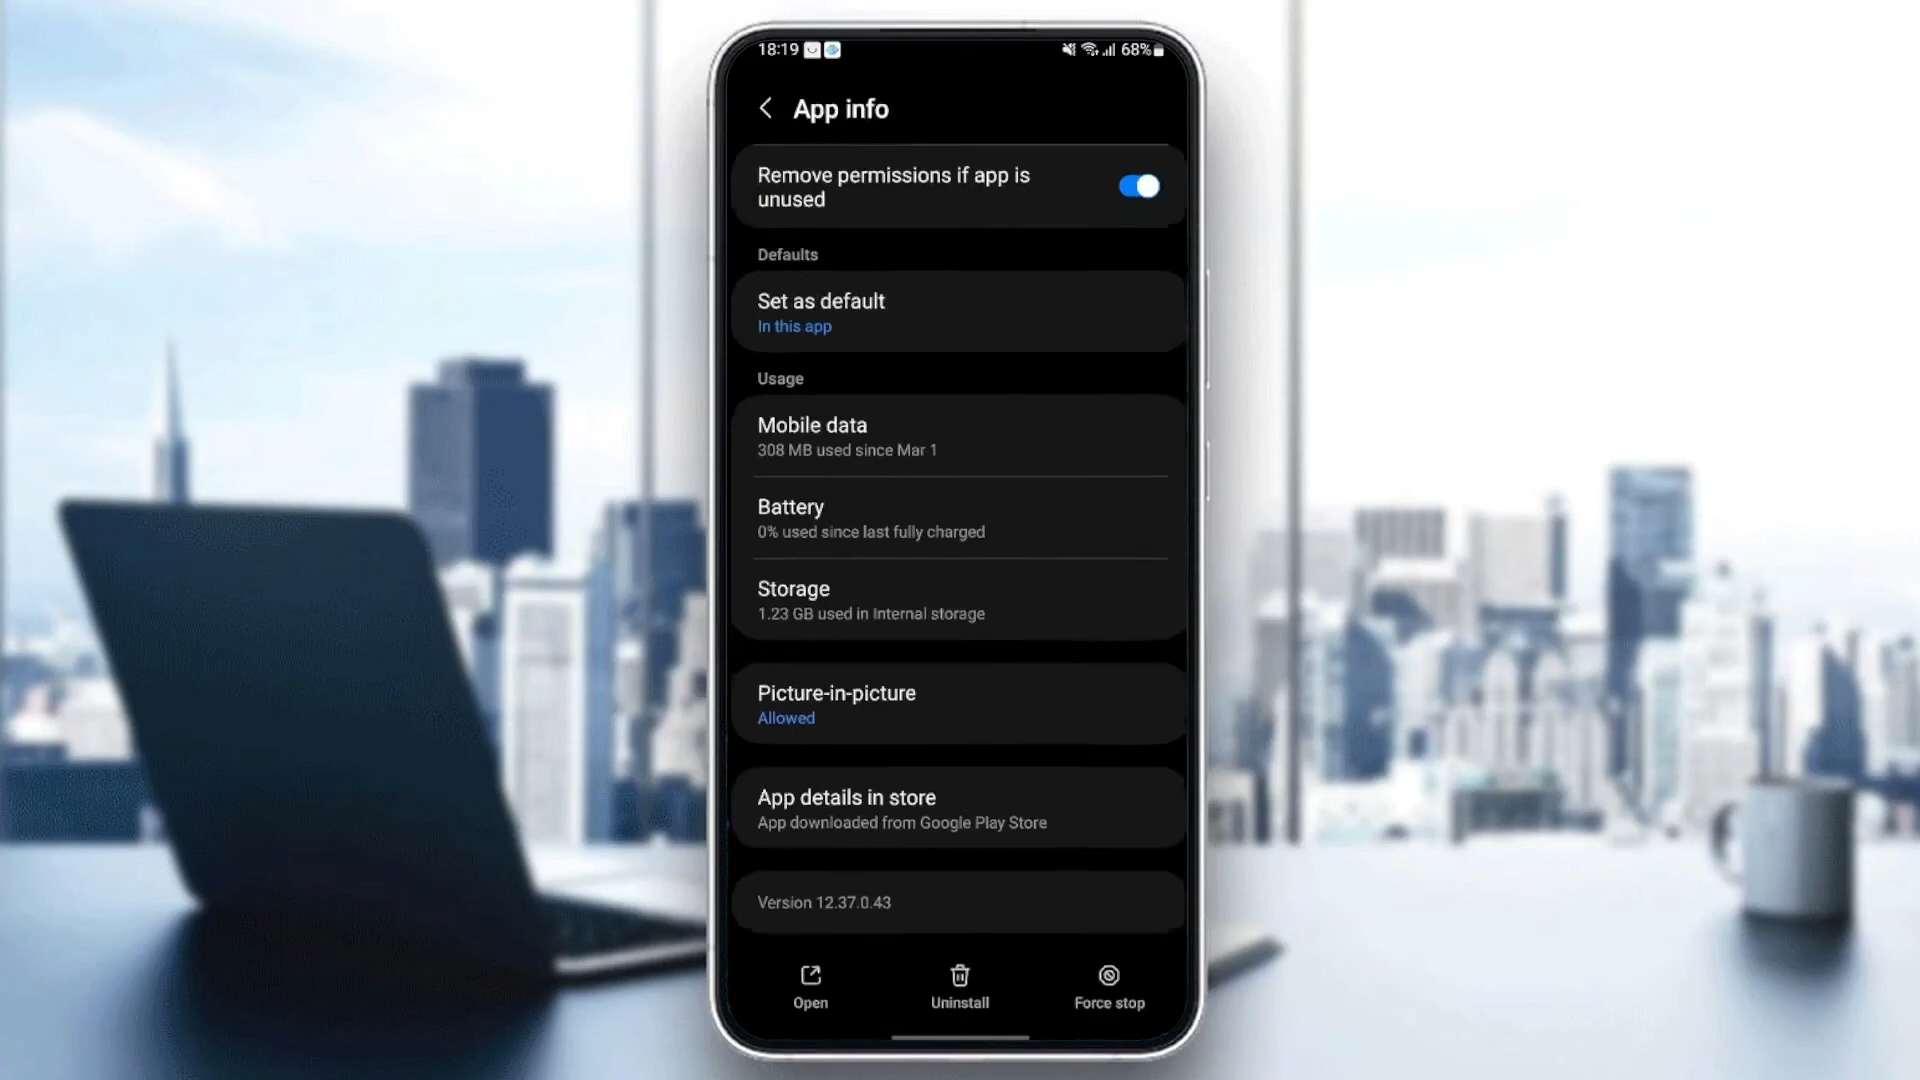 18:19 68%
App info
Remove permissions if app is
unused
Defaults
Set as default
In this app
Usage
Mobile data
308 MB used since Mar 1
Battery
0% used since last fully charged
Storage
1.23 GB used in Internal storage
Picture-in-picture
Allowed
App details in store
App downloaded from Google Play Store
Version 12.37.0.43
Open Uninstall Force stop